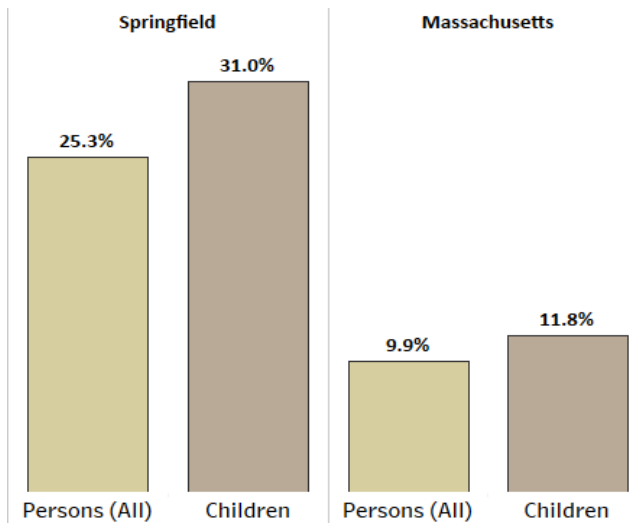 Springfield
Massachusetts
31.0%
25.3%
11.8%
9.9%
Persons (All)
Children
Persons (All)
Children